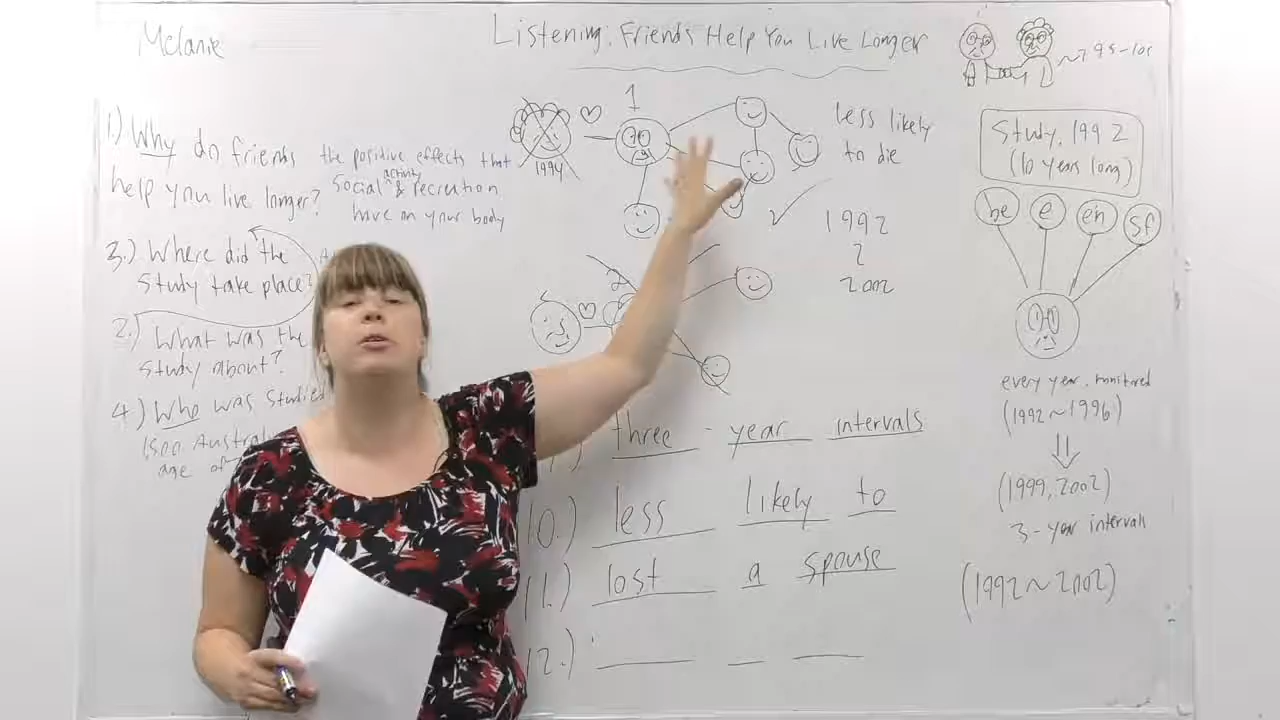 Melanie
Listening: Friends Help You Live Longer
1.) Why do friends
help you live longer?
the positive effects that
social activity & recreation
have on your body
3.) Where did the
study take place?
2.) What was the
study about?
4.) Who was studied
1500
age of
1
1994
less likely
to die
1992
2
2002
2
three - year intervals
10.) less likely to
11.) lost a spouse
12.)
Study, 1992
(10 years long)
be e en sf
every year, monitored
(1992~1996)
(1999, 2002)
3-year intervals
(1992~2002)